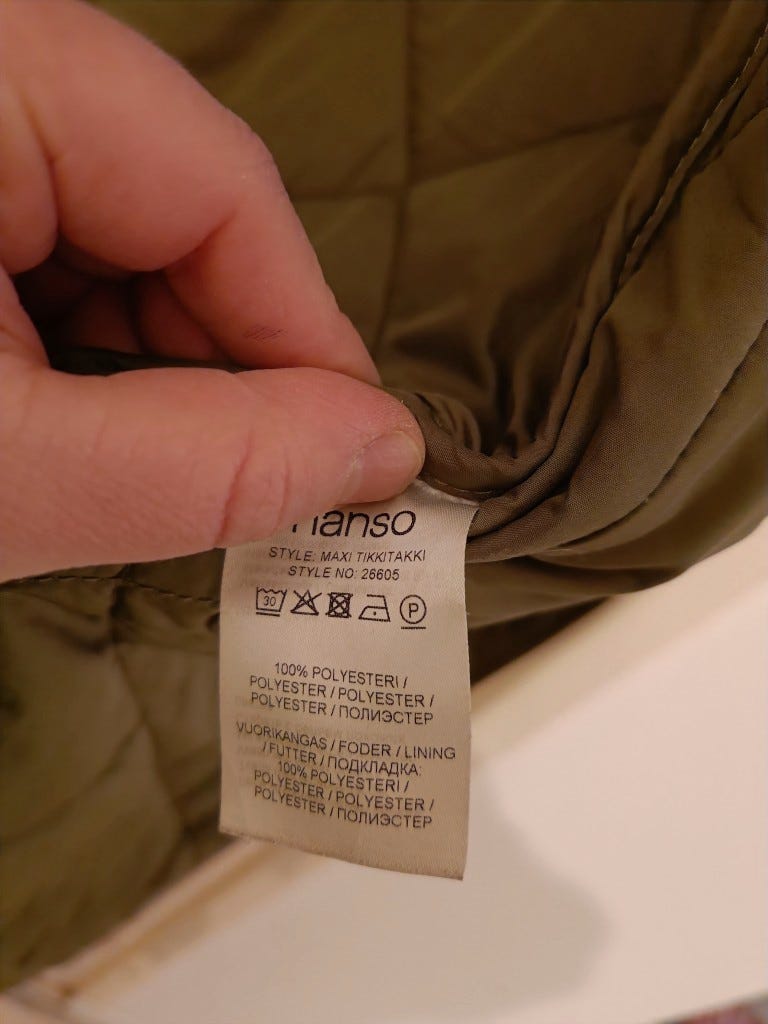 STYLE: MAXI TIKKITAKKI
STYLE NO: 26605
30 P
100% POLYESTERI /
POLYESTER / POLYESTER /
POLYESTER / ПОЛИЭСТЕР
VUORIKANGAS / FODER / LINING
/ FUTTER / ПОДКЛАДКА:
100% POLYESTERI /
POLYESTER / POLYESTER /
POLYESTER / ПОЛИЭСТЕР